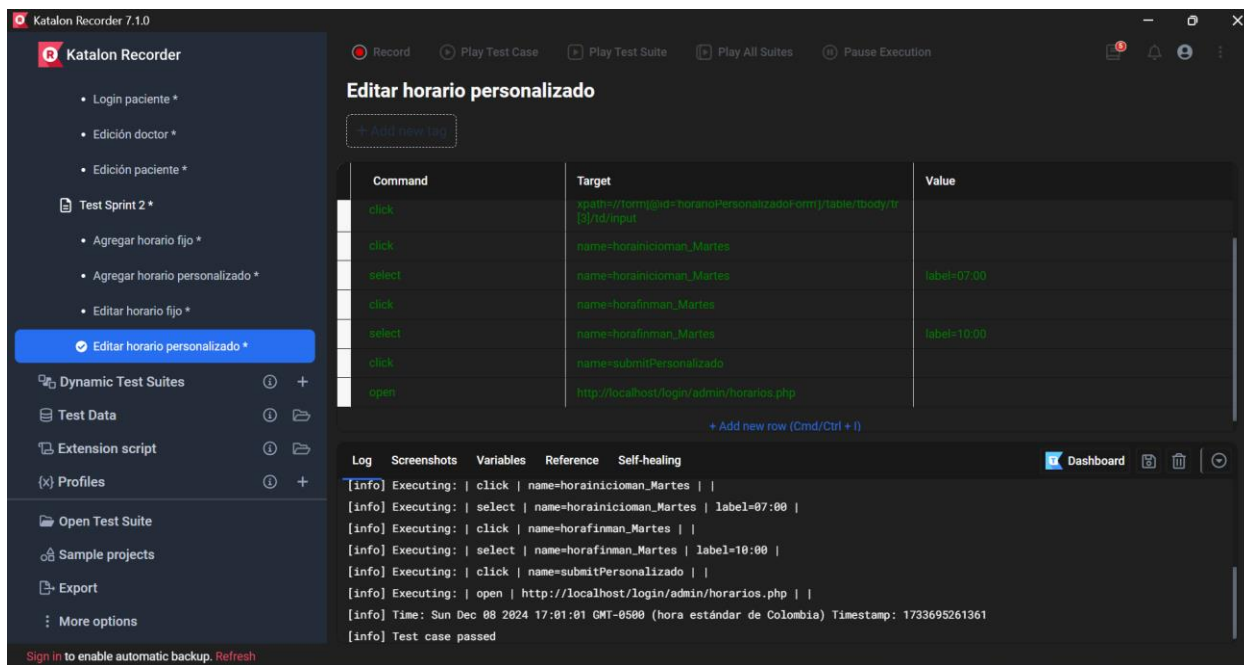 Katalon Recorder 7.1.0
Katalon Recorder
Record Play Test Case Play Test Suite Play All Suites Pause Execution
5
• Login paciente *
• Edición doctor *
• Edición paciente *
Test Sprint 2 *
• Agregar horario fijo *
• Agregar horario personalizado *
• Editar horario fijo *
Editar horario personalizado *
Dynamic Test Suites
Test Data
Extension script
{x} Profiles
Open Test Suite
Sample projects
Export
More options
Sign in to enable automatic backup. Refresh
Editar horario personalizado
+ Add new tag
Command Target Value
click xpath=//form[@id='horarioPersonalizadoForm']/table/tbody/tr
[3]/td/input
click name=horainicioman_Martes
select name=horainicioman_Martes label=07:00
click name=horafinman_Martes
select name=horafinman_Martes label=10:00
click name=submitPersonalizado
open http://localhost/login/admin/horarios.php
+ Add new row (Cmd/Ctrl + I)
Log Screenshots Variables Reference Self-healing Dashboard
[info] Executing: | click | name=horainicioman_Martes | |
[info] Executing: | select | name=horainicioman_Martes | label=07:00 |
[info] Executing: | click | name=horafinman_Martes | |
[info] Executing: | select | name=horafinman_Martes | label=10:00 |
[info] Executing: | click | name=submitPersonalizado | |
[info] Executing: | open | http://localhost/login/admin/horarios.php | |
[info] Time: Sun Dec 08 2024 17:01:01 GMT-0500 (hora estándar de Colombia) Timestamp: 1733695261361
[info] Test case passed